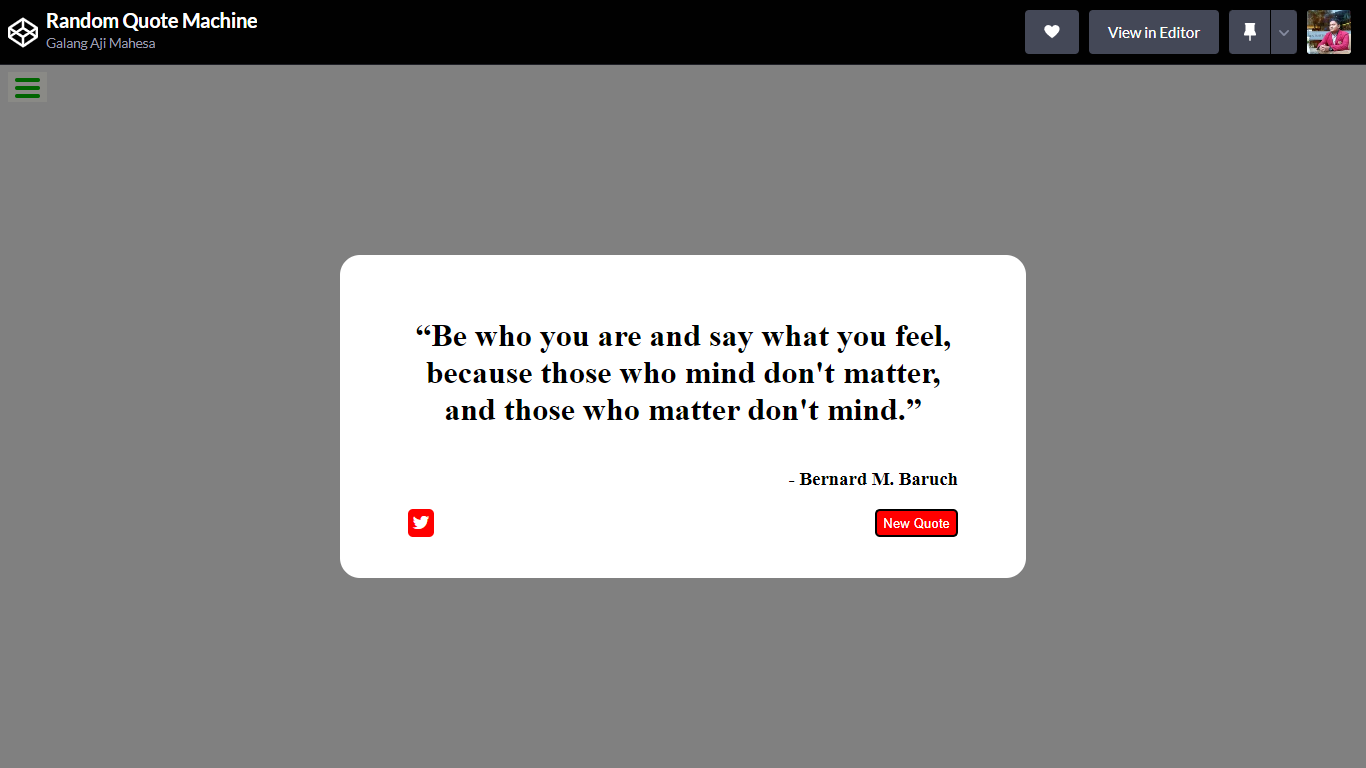 Random Quote Machine
Galang Aji Mahesa
View in Editor
“Be who you are and say what you feel,
because those who mind don't matter,
and those who matter don't mind.”
- Bernard M. Baruch
New Quote